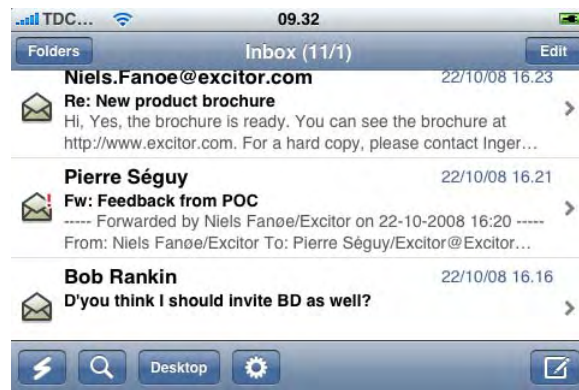 TDC...
09.32
Folders
Inbox (11/1)
Edit
Niels.Fanoe@excitor.com
22/10/08 16.23
Re: New product brochure
Hi, Yes, the brochure is ready. You can see the brochure at
http://www.excitor.com. For a hard copy, please contact Inger...
Pierre Séguy
22/10/08 16.21
Fw: Feedback from POC
----- Forwarded by Niels Fanøe/Excitor on 22-10-2008 16:20 -----
From: Niels Fanøe/Excitor To: Pierre Séguy/Excitor@Excitor...
Bob Rankin
22/10/08 16.16
D'you think I should invite BD as well?
Desktop